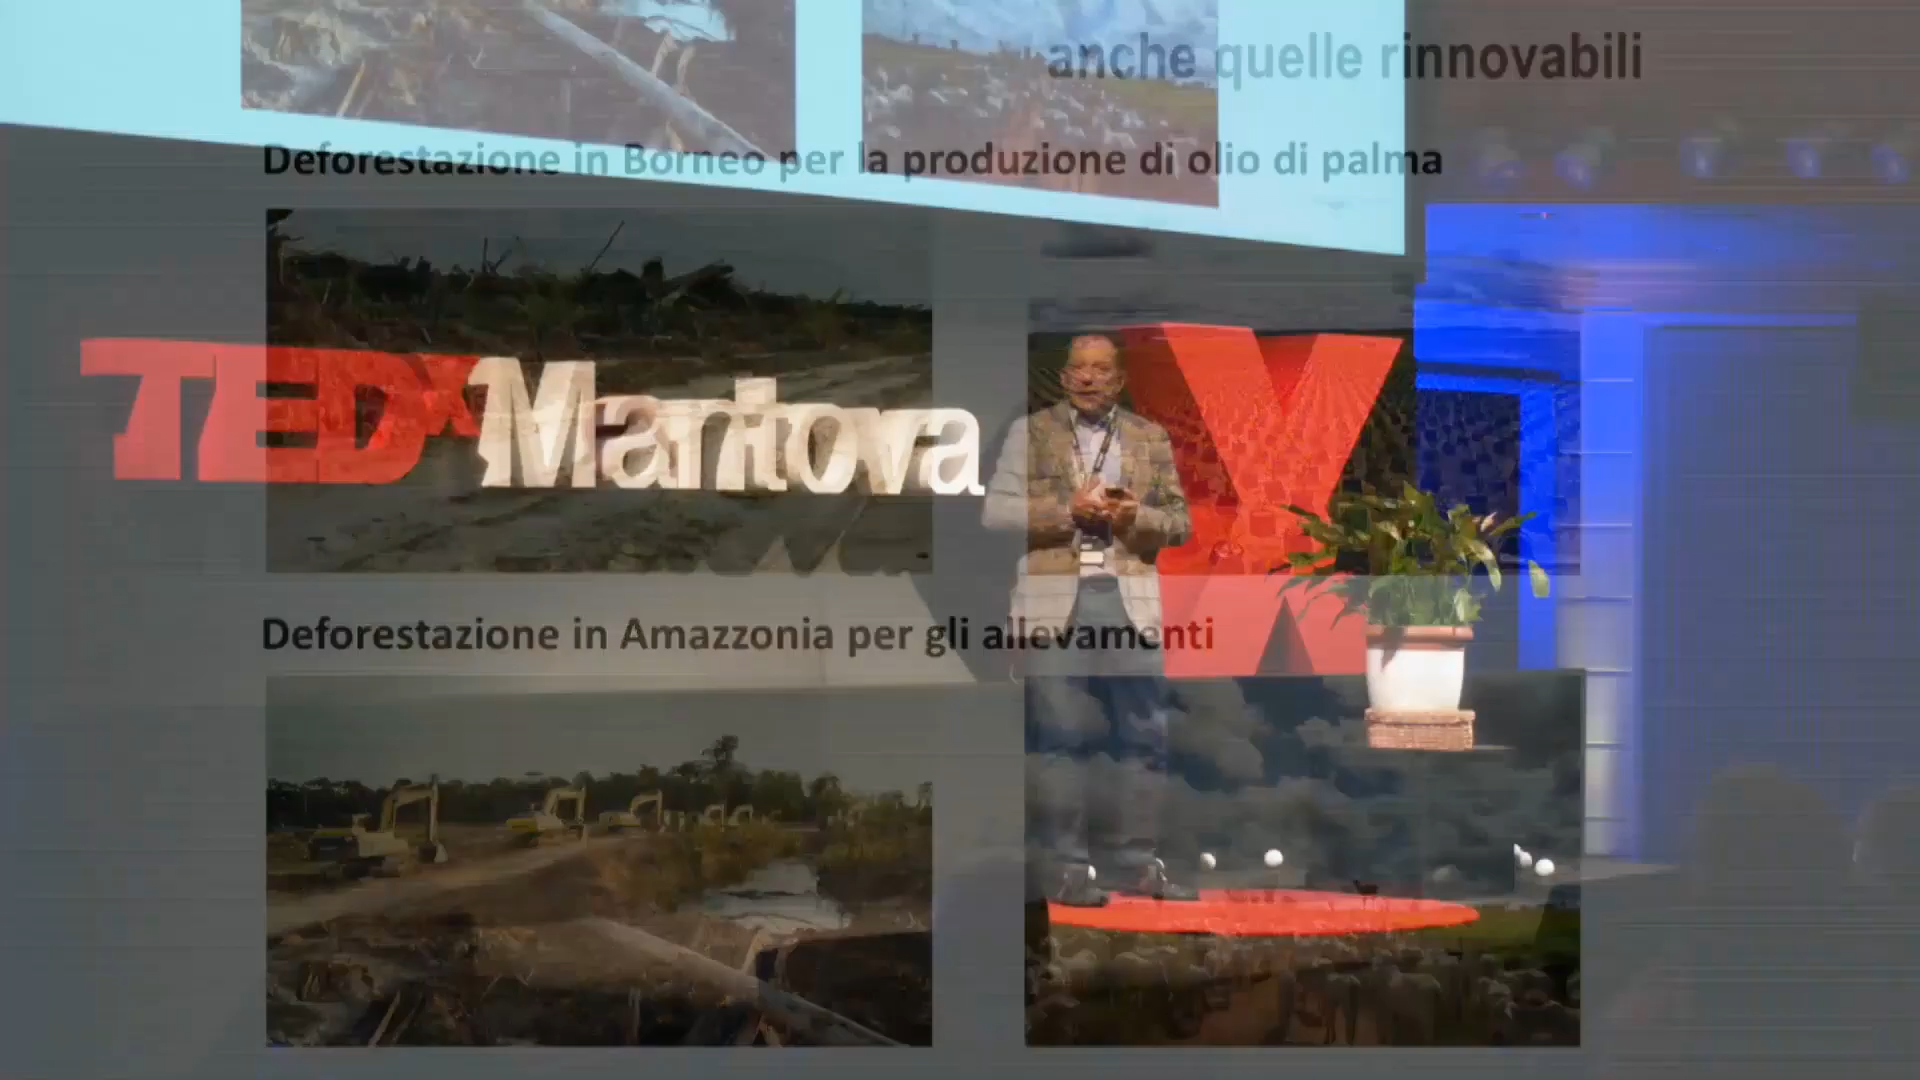 anche quelle rinnovabili
Deforestazione in Borneo per la produzione di olio di palma
TEDxMantova
X
Deforestazione in Amazzonia per gli allevamenti